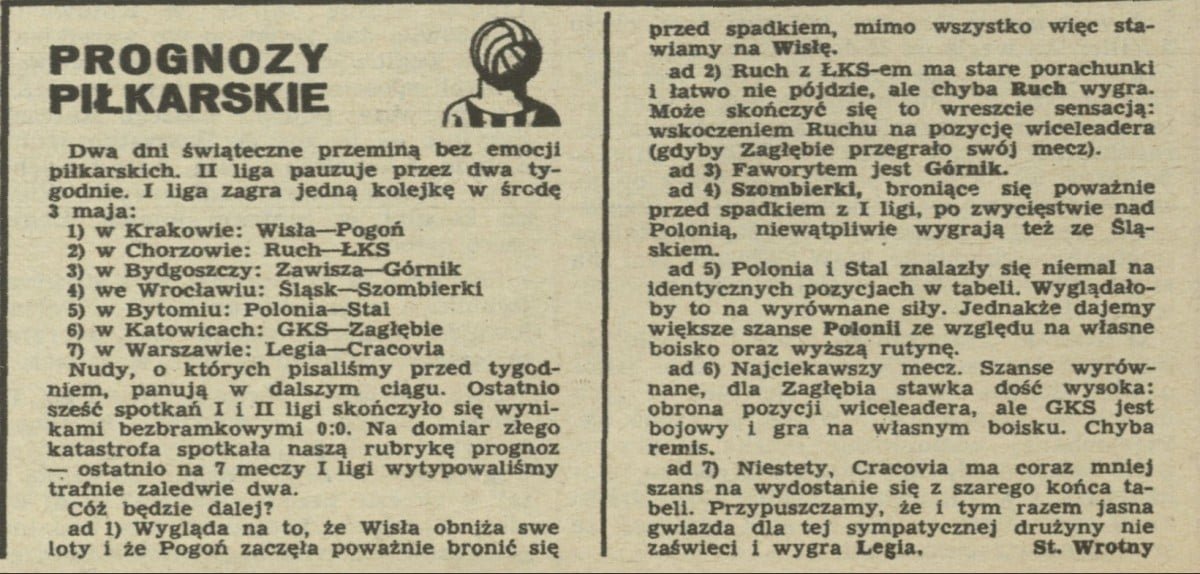 PROGNOZY
PIŁKARSKIE
Dwa dni świąteczne przeminą bez emocji
piłkarskich. II liga pauzuje przez dwa ty-
godnie. I liga zagra jedną kolejkę w środę
3 maja:
1) w Krakowie: Wisła—Pogoń
2) w Chorzowie: Ruch—ŁKS
3) w Bydgoszczy: Zawisza—Górnik
4) we Wrocławiu: Śląsk—Szombierki
5) w Bytomiu: Polonia—Stal
6) w Katowicach: GKS—Zagłębie
7) w Warszawie: Legia—Cracovia
Nudy, o których pisaliśmy przed tygod-
niem, panują w dalszym ciągu. Ostatnio
sześć spotkań I i II ligi skończyło się wyni-
kami bezbramkowymi 0:0. Na domiar złego
katastrofa spotkała naszą rubrykę prognoz
— ostatnio na 7 meczy I ligi wytypowaliśmy
trafnie zaledwie dwa.
Cóż będzie dalej?
ad 1) Wygląda na to, że Wisła obniża swe
loty i że Pogoń zaczęła poważnie bronić się
przed spadkiem, mimo wszystko więc sta-
wiamy na Wisłę.
ad 2) Ruch z ŁKS-em ma stare porachunki
i łatwo nie pójdzie, ale chyba Ruch wygra.
Może skończyć się to wreszcie sensacją:
wskoczeniem Ruchu na pozycję wiceleadera
(gdyby Zagłębie przegrało swój mecz).
ad 3) Faworytem jest Górnik.
ad 4) Szombierki, broniące się poważnie
przed spadkiem z I ligi, po zwycięstwie nad
Polonią, niewątpliwie wygrają też ze Ślą-
skiem.
ad 5) Polonia i Stal znalazły się niemal na
identycznych pozycjach w tabeli. Wyglądało-
by to na wyrównane siły. Jednakże dajemy
większe szanse Polonii ze względu na własne
boisko oraz wyższą rutynę.
ad 6) Najciekawszy mecz. Szanse wyrów-
nane, dla Zagłębia stawka dość wysoka:
obrona pozycji wiceleadera, ale GKS jest
bojowy i gra na własnym boisku. Chyba
remis.
ad 7) Niestety, Cracovia ma coraz mniej
szans na wydostanie się z szarego końca ta-
beli. Przypuszczamy, że i tym razem jasna
gwiazda dla tej sympatycznej drużyny nie
zaświeci i wygra Legia. St. Wrotny